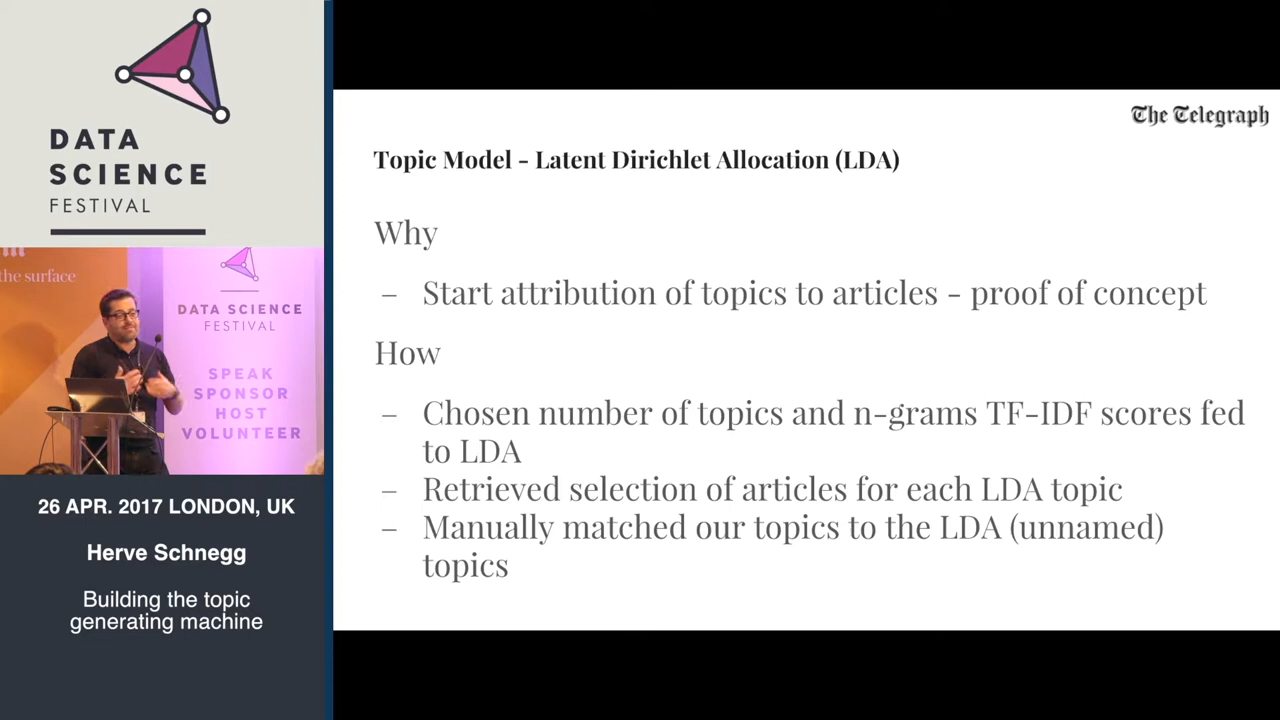 DATA
SCIENCE
FESTIVAL
the surface
DATA SCIENCE
FESTIVAL
SPEAK
SPONSOR
HOST
VOLUNTEER
26 APR. 2017 LONDON, UK
Herve Schnegg
Building the topic
generating machine
The Telegraph
Topic Model - Latent Dirichlet Allocation (LDA)
Why
– Start attribution of topics to articles - proof of concept
How
– Chosen number of topics and n-grams TF-IDF scores fed
to LDA
– Retrieved selection of articles for each LDA topic
– Manually matched our topics to the LDA (unnamed)
topics